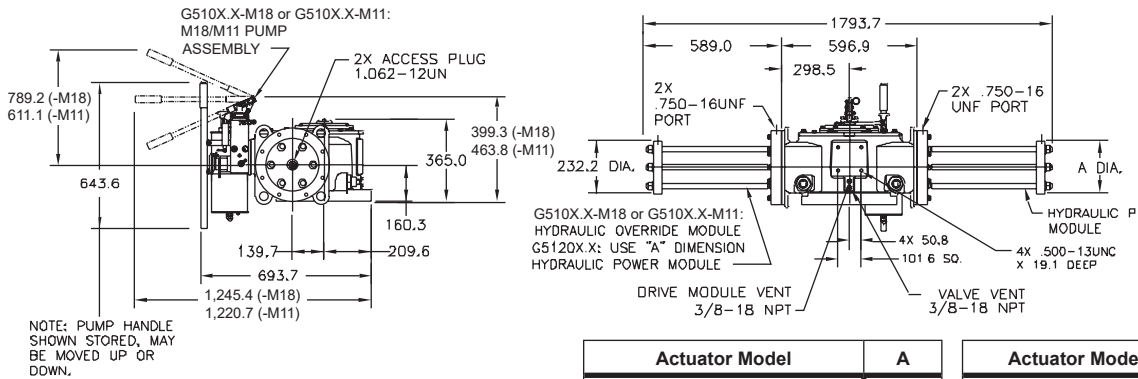 G510X.X-M18 or G510X.X-M11:
M18/M11 PUMP
ASSEMBLY
2X ACCESS PLUG
1.062-12UN
789.2 (-M18)
611.1 (-M11)
643.6
399.3 (-M18)
463.8 (-M11)
365.0
160.3
139.7
209.6
693.7
1,245.4 (-M18)
1,220.7 (-M11)
NOTE: PUMP HANDLE
SHOWN STORED, MAY
BE MOVED UP OR
DOWN.
1793.7
589.0
596.9
298.5
2X
.750-16UNF
PORT
2X .750-16
UNF PORT
232.2 DIA.
A DIA.
G510X.X-M18 or G510X.X-M11:
HYDRAULIC OVERRIDE MODULE
G5120X.X: USE "A" DIMENSION
HYDRAULIC POWER MODULE
HYDRAULIC P
MODULE
4X 50.8
101.6 SQ.
4X .500-13UNC
X 19.1 DEEP
DRIVE MODULE VENT
3/8-18 NPT
VALVE VENT
3/8-18 NPT
Actuator Model
A
Actuator Mode